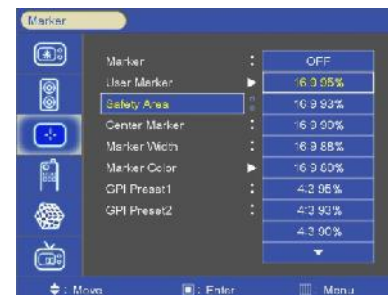 Marker
Marker : OFF
User Marker ▶ 16:9 95%
Safety Area : 16:9 93%
Center Marker : 16:9 90%
Marker Width : 16:9 88%
Marker Color ▶ 16:9 80%
GPI Preset1 : 4:3 95%
GPI Preset2 : 4:3 93%
4:3 90%
Move : Enter : Menu